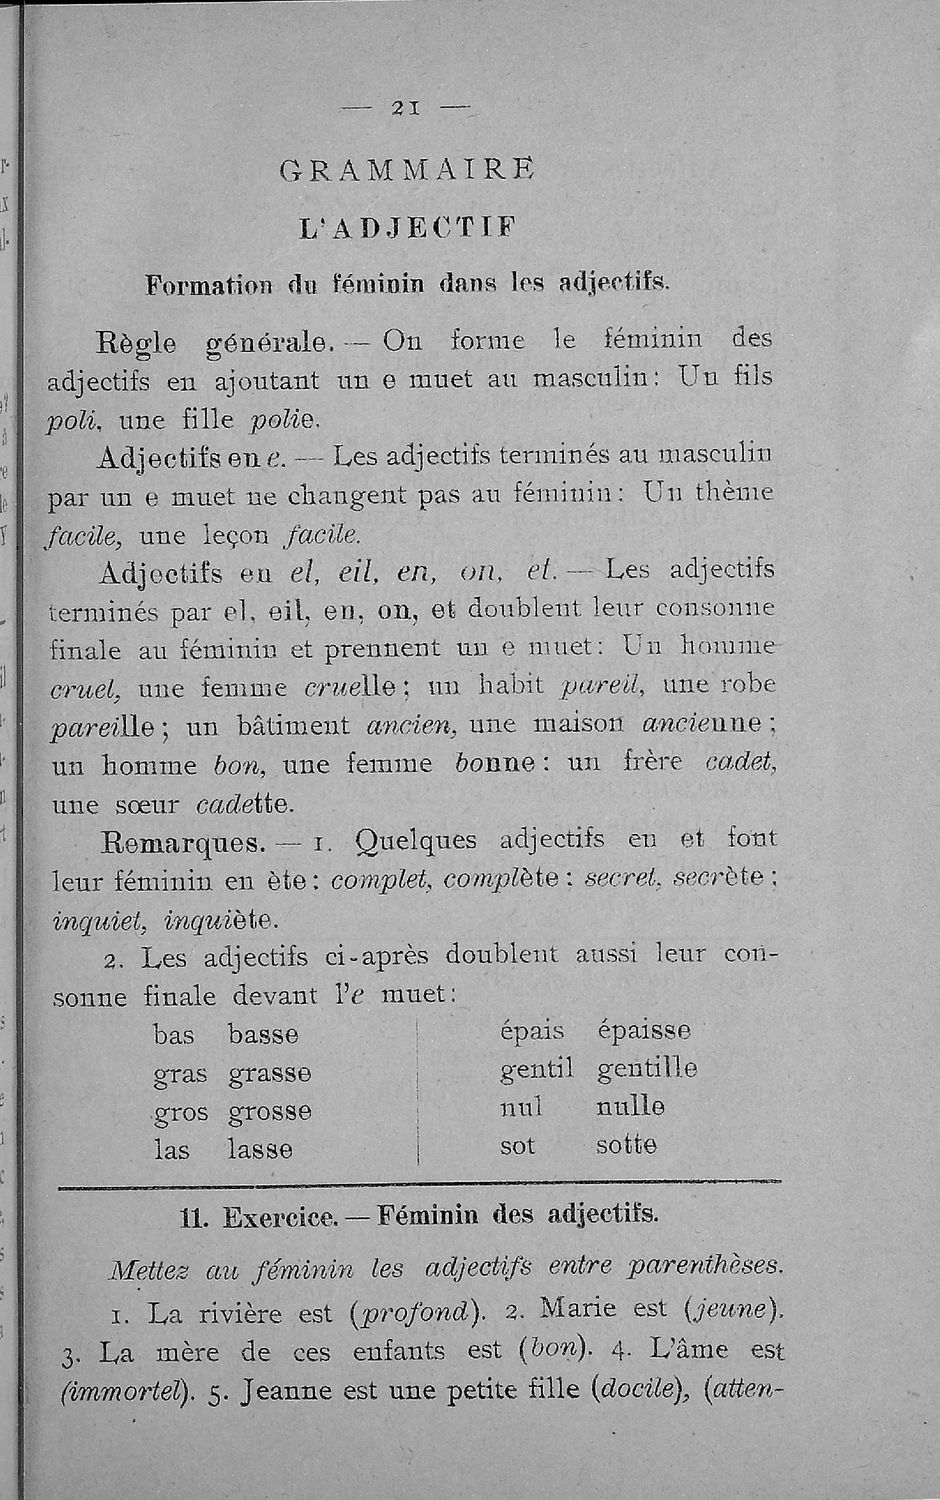 — 21 —
GRAMMAIRE
L'ADJECTIF
Formation du féminin dans les adjectifs.
Règle générale. — On forme le féminin des
adjectifs en ajoutant un e muet au masculin: Un fils
poli, une fille polie.
Adjectifs en e. — Les adjectifs terminés au masculin
par un e muet ne changent pas au féminin: Un thème
facile, une leçon facile.
Adjectifs en el, eil, en, on, et. — Les adjectifs
terminés par el, eil, en, on, et doublent leur consonne
finale au féminin et prennent un e muet: Un homme
cruel, une femme cruelle; un habit pareil, une robe
pareille; un bâtiment ancien, une maison ancienne;
un homme bon, une femme bonne: un frère cadet,
une sœur cadette.
Remarques. — 1. Quelques adjectifs en et font
leur féminin en ète: complet, complète; secret, secrète;
inquiet, inquiète.
2. Les adjectifs ci-après doublent aussi leur con-
sonne finale devant l'e muet:
bas basse épais épaisse
gras grasse gentil gentille
gros grosse nul nulle
las lasse sot sotte
11. Exercice. — Féminin des adjectifs.
Mettez au féminin les adjectifs entre parenthèses.
1. La rivière est (profond). 2. Marie est (jeune).
3. La mère de ces enfants est (bon). 4. L'âme est
(immortel). 5. Jeanne est une petite fille (docile), (atten-